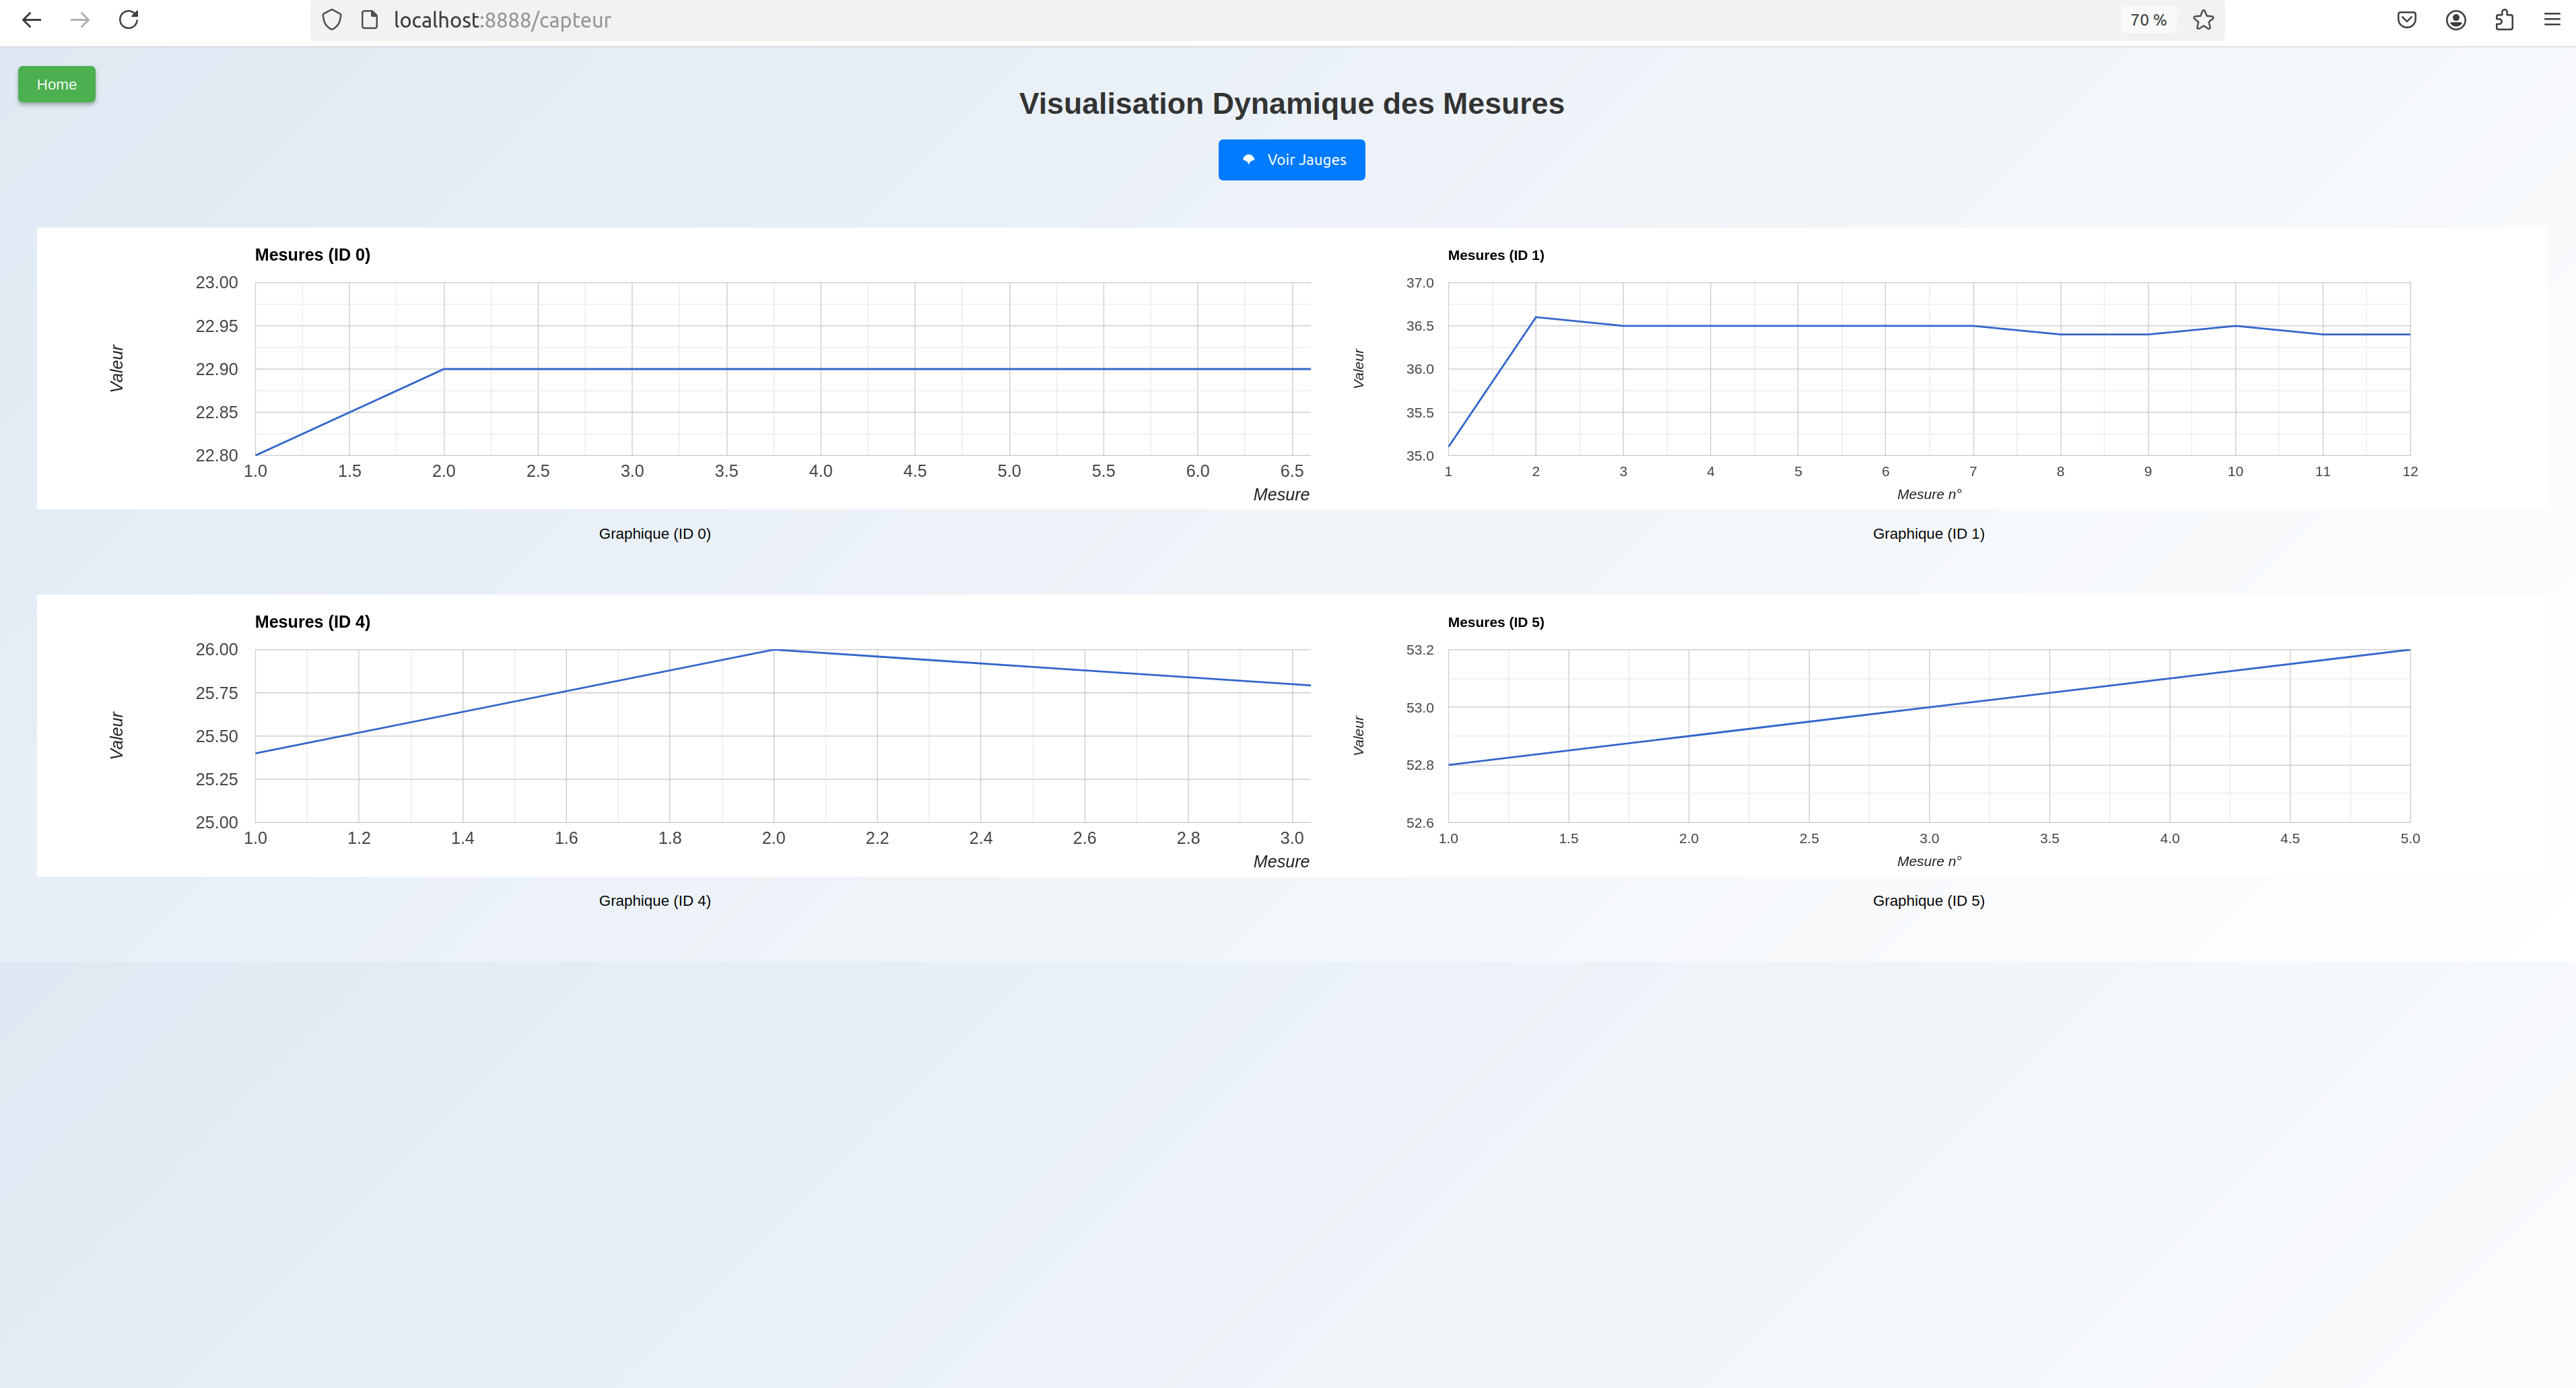 localhost:8888/capteur
70 %
Home
Visualisation Dynamique des Mesures
Voir Jauges
Mesures (ID 0)
23.00
22.95
22.90
22.85
22.80
Valeur
1.0 1.5 2.0 2.5 3.0 3.5 4.0 4.5 5.0 5.5 6.0 6.5
Mesure
Graphique (ID 0)
Mesures (ID 1)
37.0
36.5
36.0
35.5
35.0
Valeur
1 2 3 4 5 6 7 8 9 10 11 12
Mesure n°
Graphique (ID 1)
Mesures (ID 4)
26.00
25.75
25.50
25.25
25.00
Valeur
1.0 1.2 1.4 1.6 1.8 2.0 2.2 2.4 2.6 2.8 3.0
Mesure
Graphique (ID 4)
Mesures (ID 5)
53.2
53.0
52.8
52.6
Valeur
1.0 1.5 2.0 2.5 3.0 3.5 4.0 4.5 5.0
Mesure n°
Graphique (ID 5)